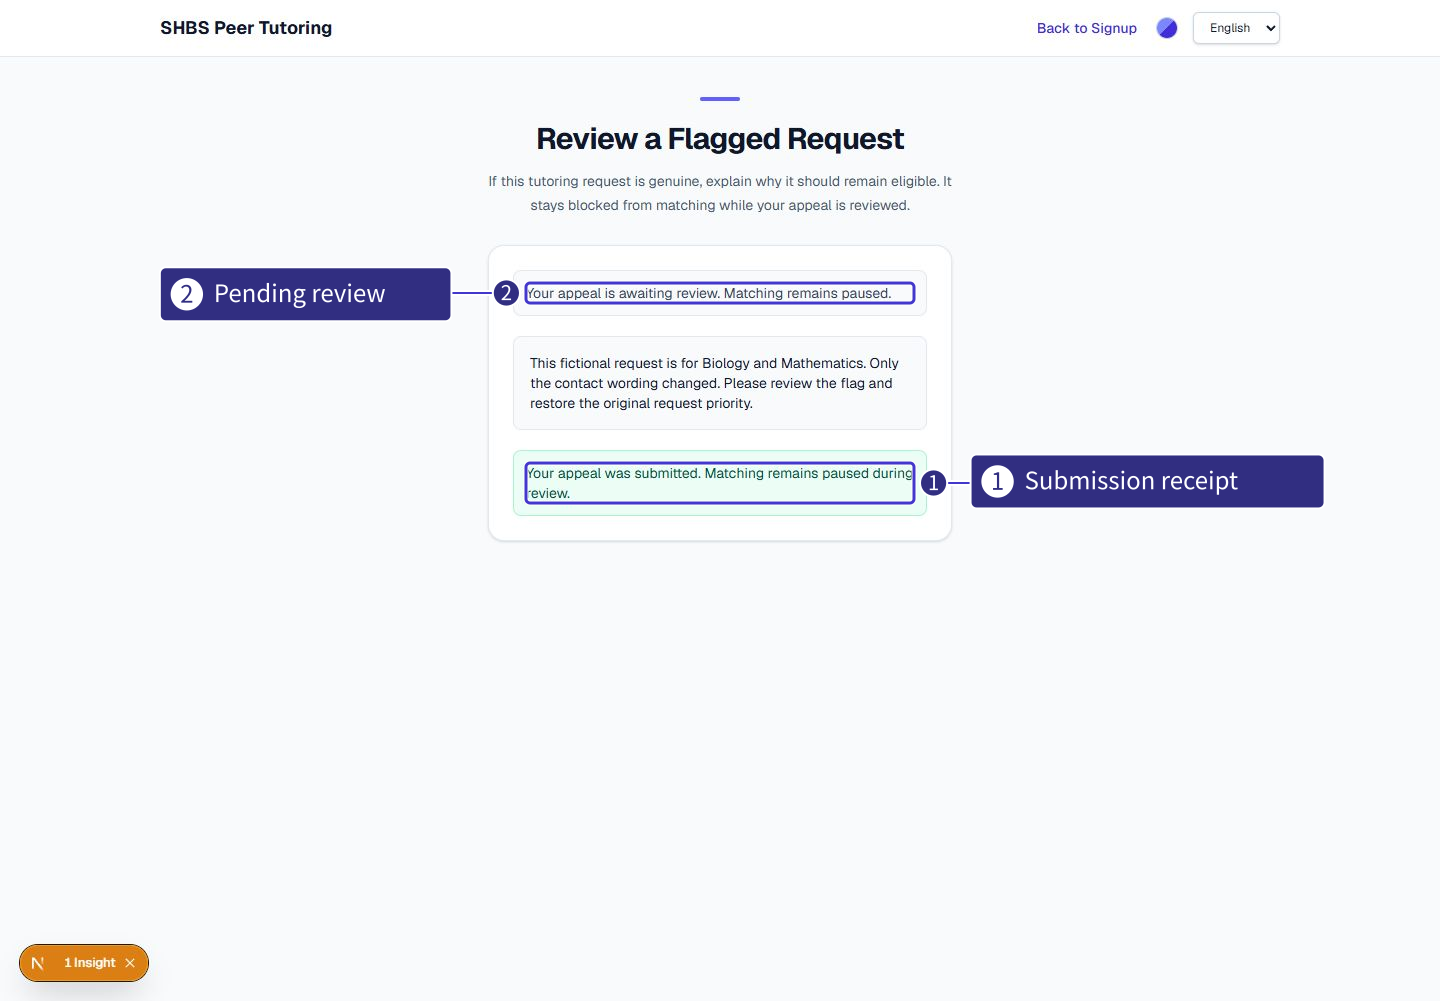 SHBS Peer Tutoring
Back to Signup
English
Review a Flagged Request
If this tutoring request is genuine, explain why it should remain eligible. It
stays blocked from matching while your appeal is reviewed.
2 Pending review
2
Your appeal is awaiting review. Matching remains paused.
This fictional request is for Biology and Mathematics. Only
the contact wording changed. Please review the flag and
restore the original request priority.
Your appeal was submitted. Matching remains paused during
review.
1
1 Submission receipt
N 1 Insight